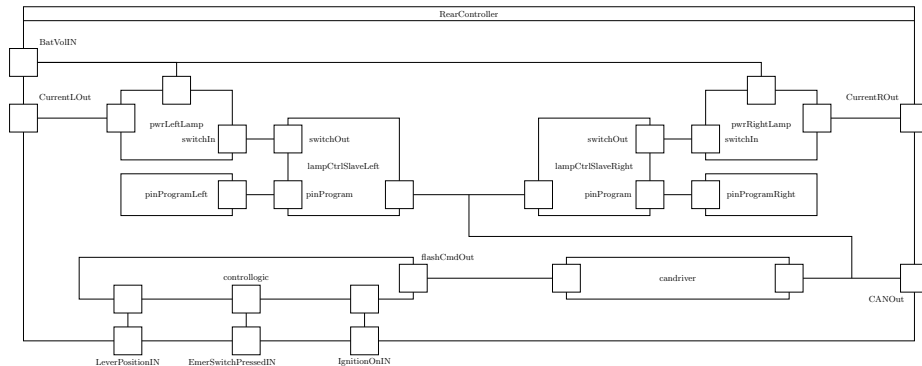 RearController
BatVolIN
CurrentLOut
CurrentROut
pwrLeftLamp
pwrRightLamp
switchIn
switchOut
switchOut
switchIn
lampCtrlSlaveLeft
lampCtrlSlaveRight
pinProgramLeft
pinProgram
pinProgram
pinProgramRight
flashCmdOut
controllogic
candriver
CANOut
LeverPositionIN
EmerSwitchPressedIN
IgnitionOnIN